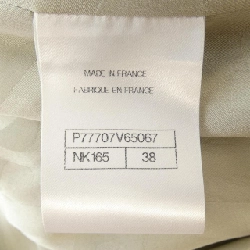 MADE IN FRANCE
FABRIQUE EN FRANCE
P77707V65067
NK165 38